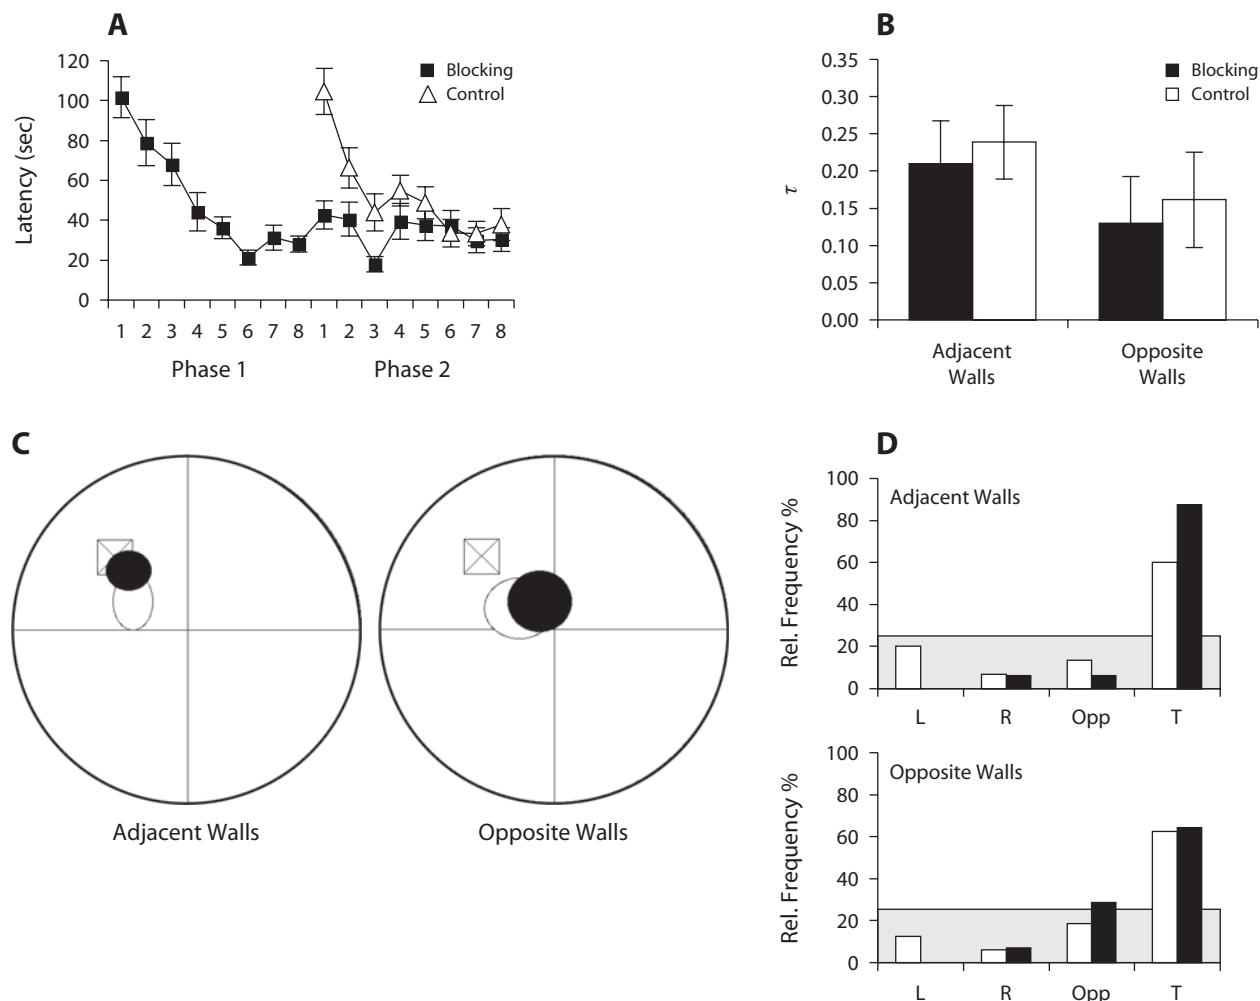 A
Latency (sec)
120
100
80
60
40
20
0
Blocking
Control
1 2 3 4 5 6 7 8 1 2 3 4 5 6 7 8
Phase 1 Phase 2
B
τ
0.35
0.30
0.25
0.20
0.15
0.10
0.05
0.00
Blocking
Control
Adjacent
Walls
Opposite
Walls
C
Adjacent Walls
Opposite Walls
D
Rel. Frequency %
100
80
60
40
20
0
Adjacent Walls
L R Opp T
Rel. Frequency %
100
80
60
40
20
0
Opposite Walls
L R Opp T